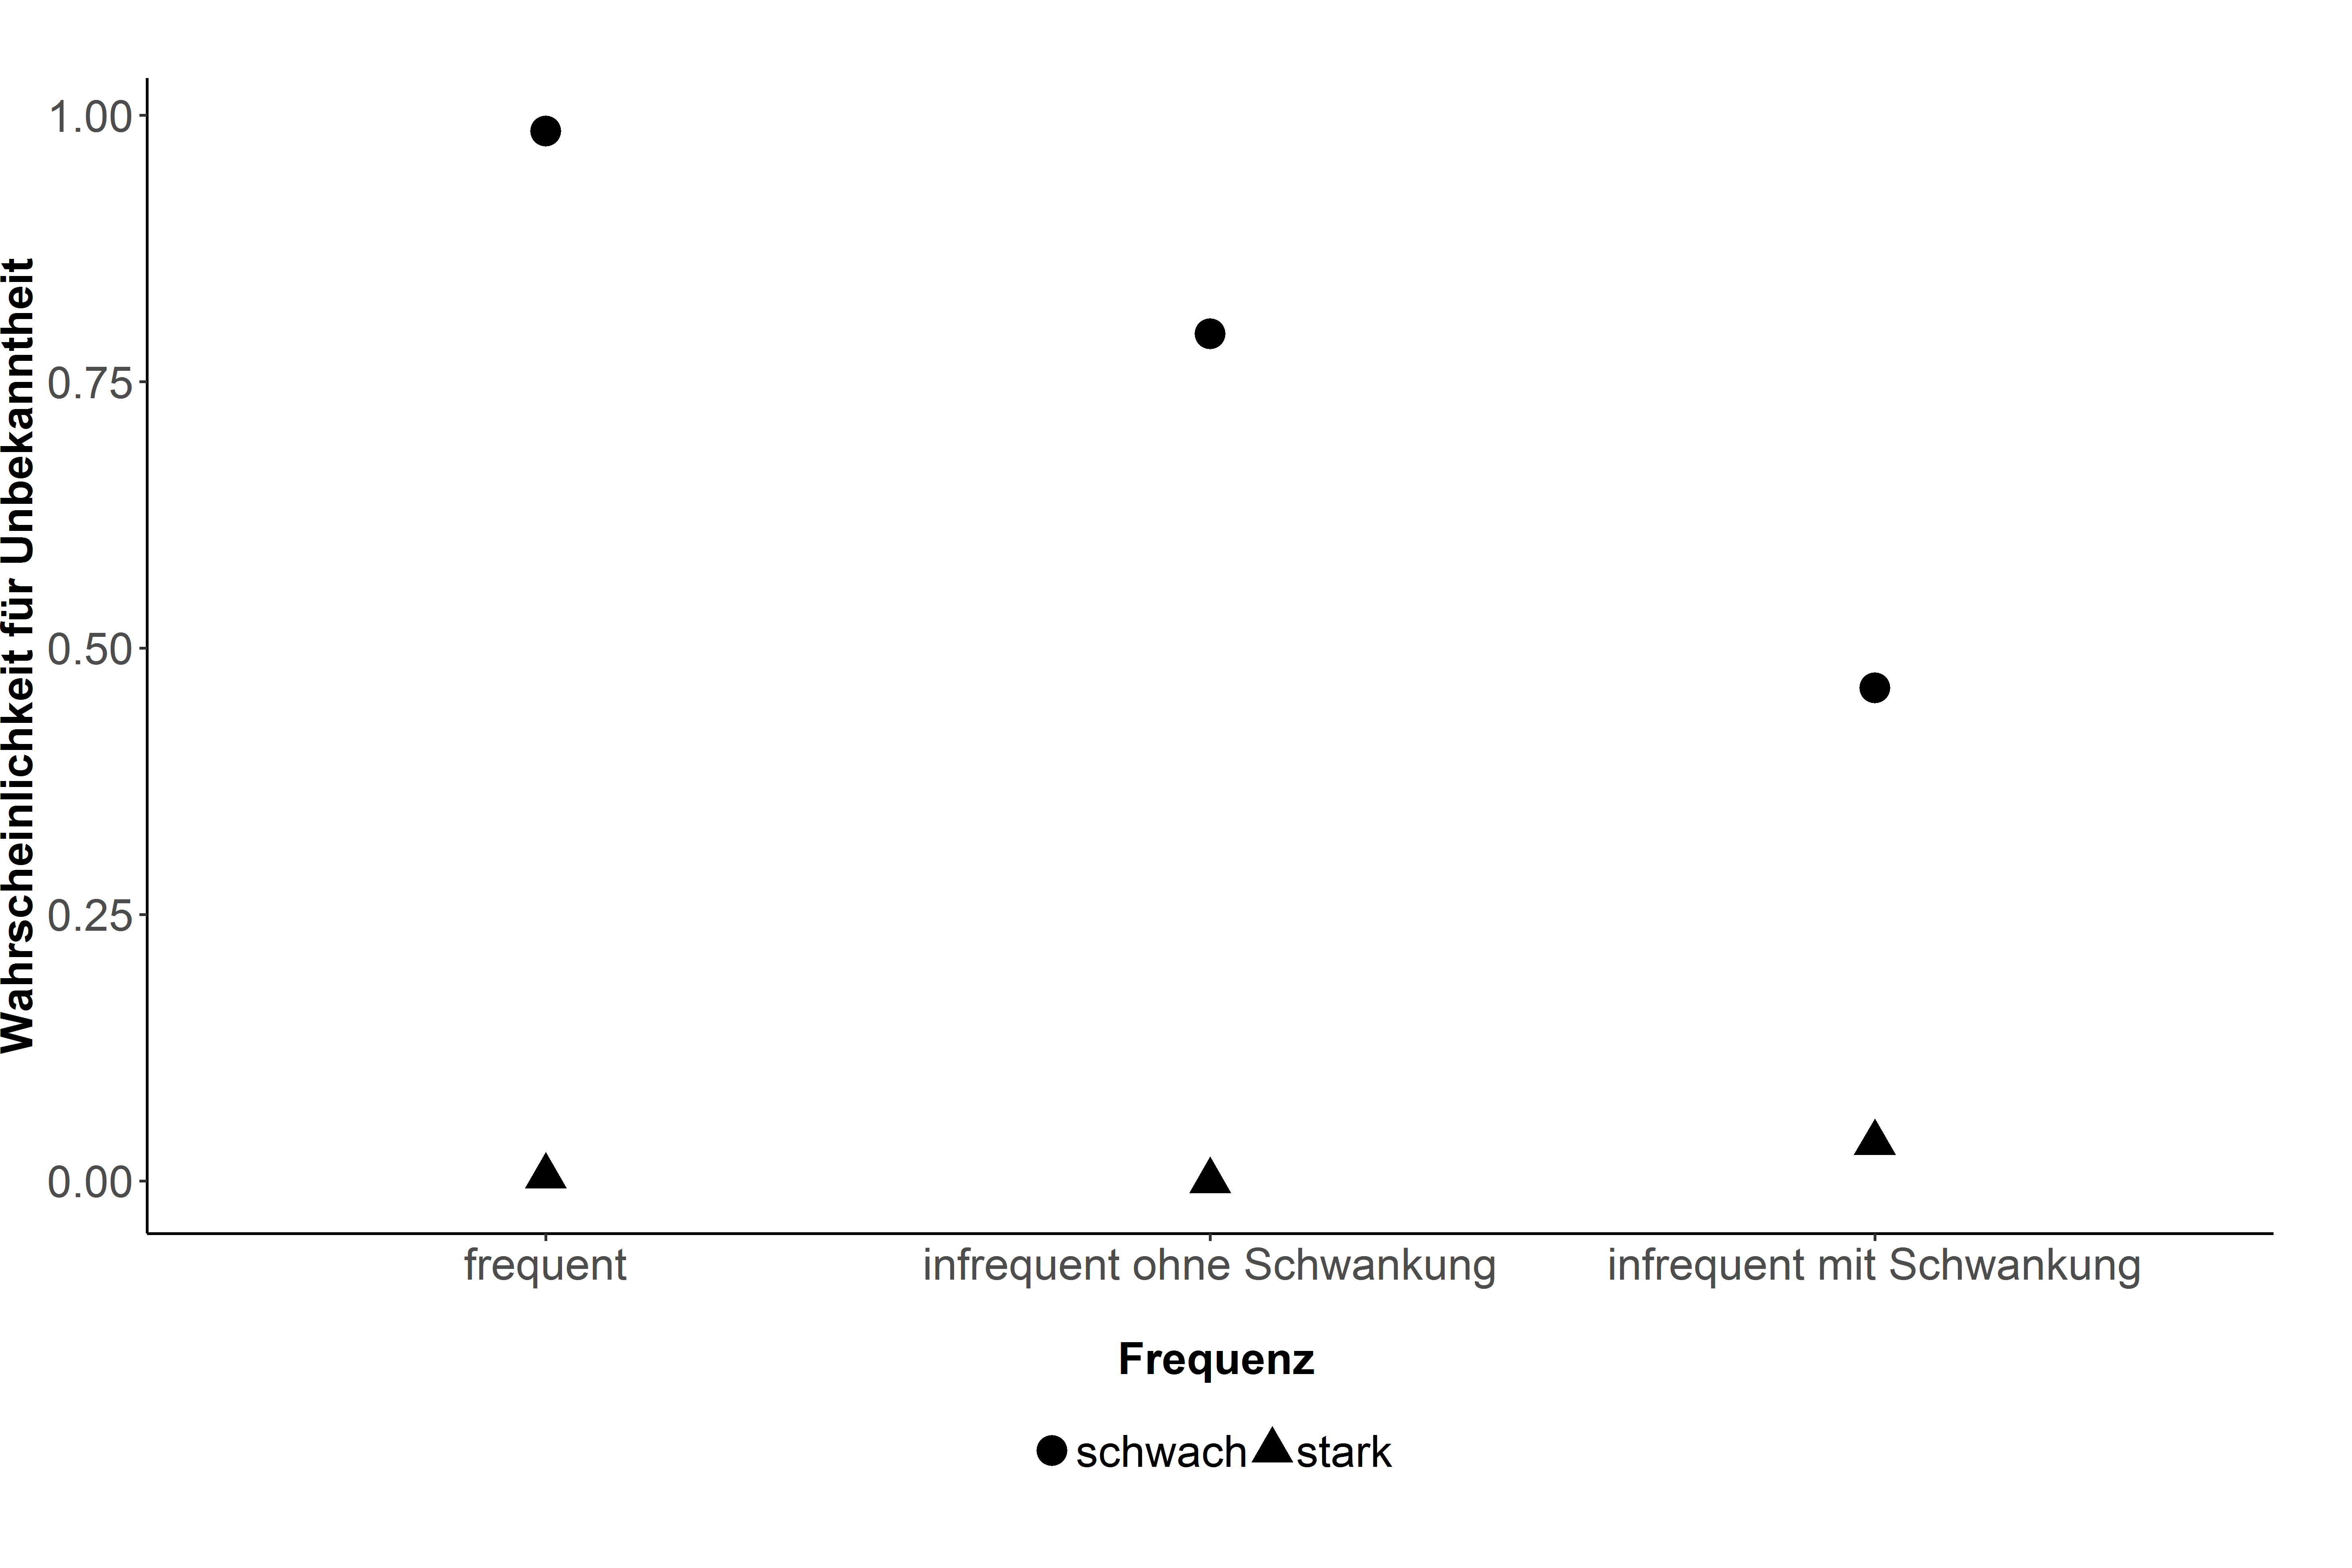 Wahrscheinlichkeit für Unbekanntheit
1.00
0.75
0.50
0.25
0.00
frequent
infrequent ohne Schwankung
infrequent mit Schwankung
Frequenz
schwach
stark